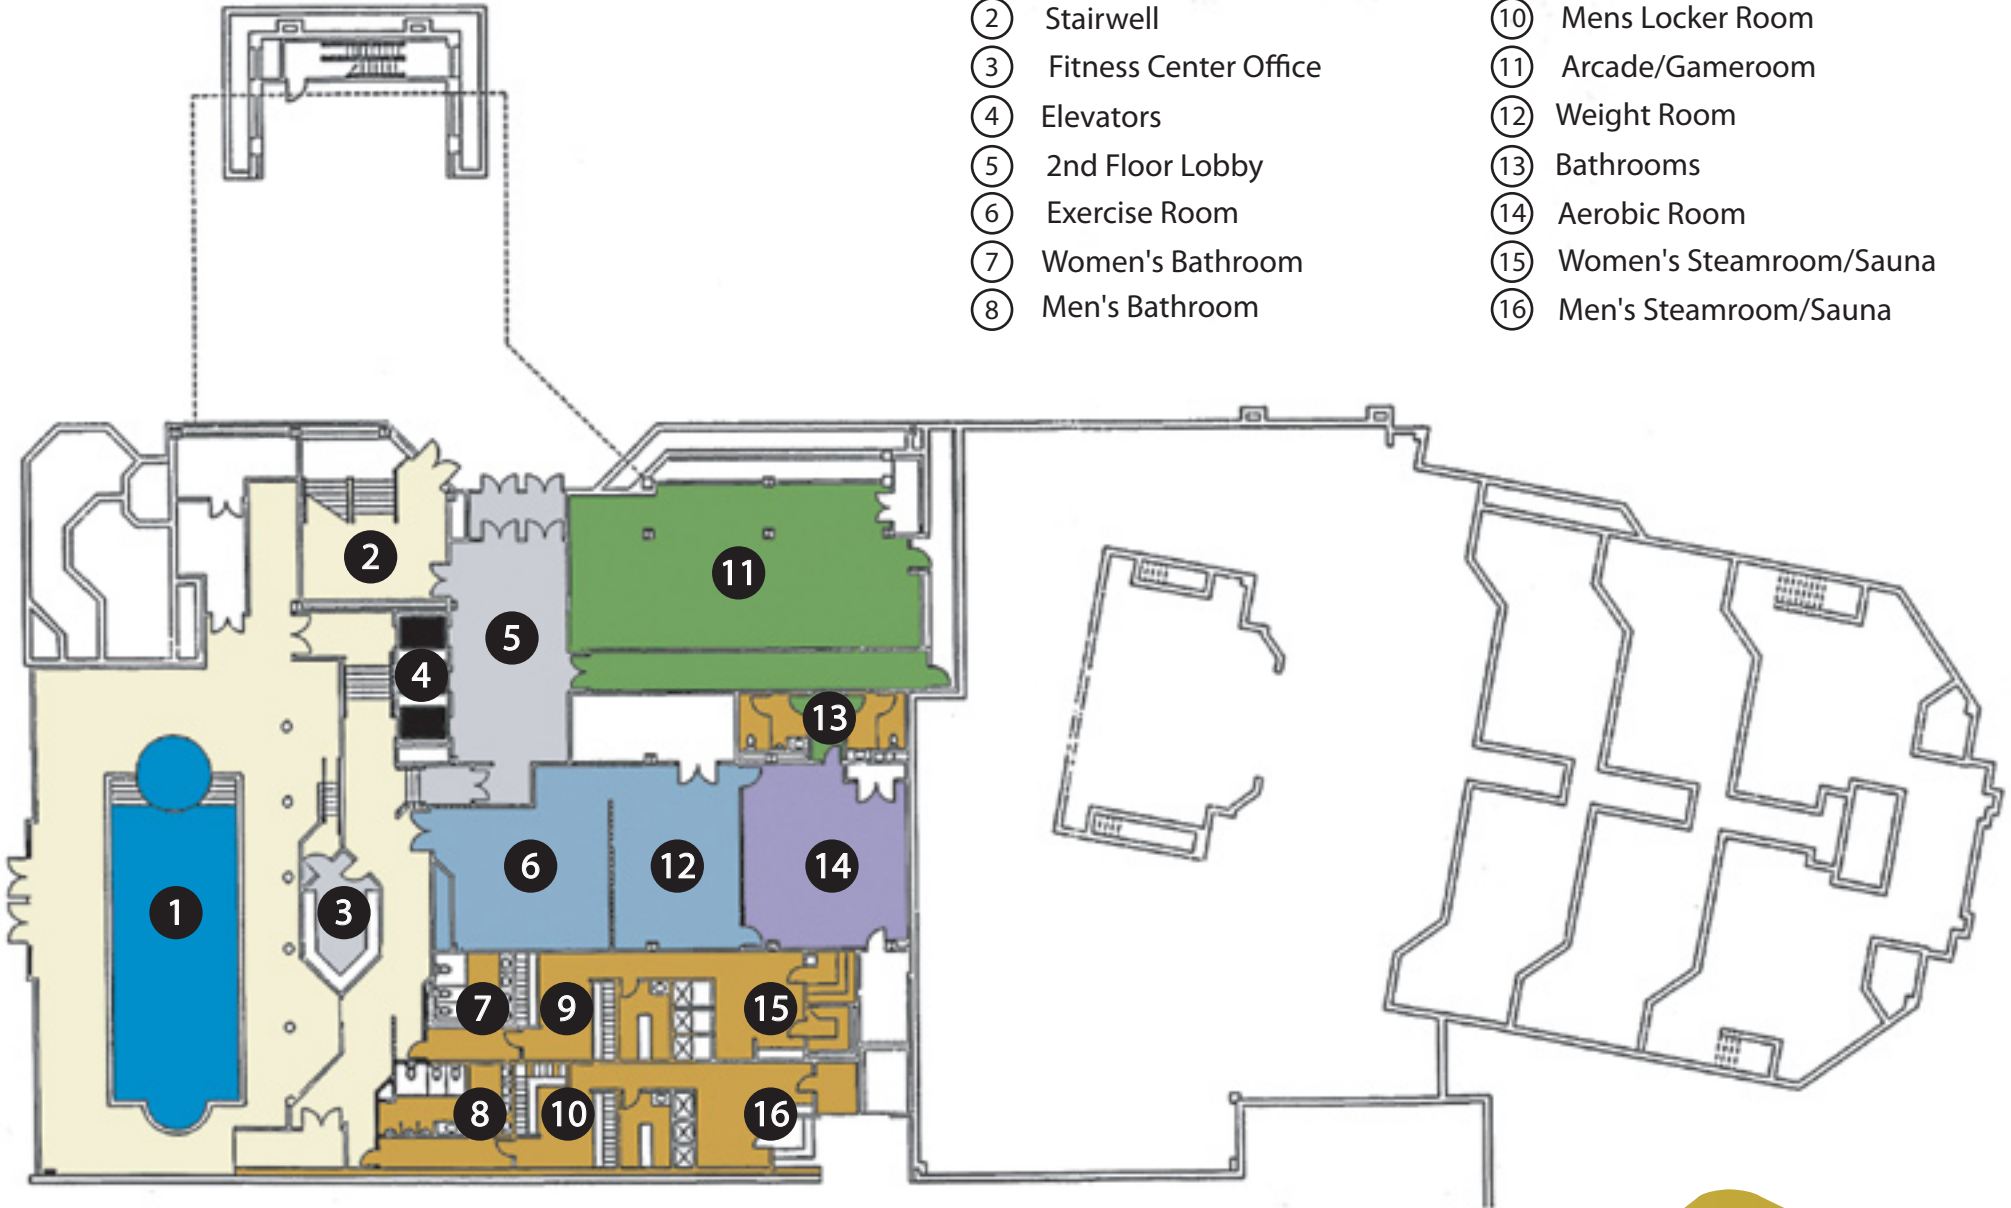 2 Stairwell
3 Fitness Center Office
4 Elevators
5 2nd Floor Lobby
6 Exercise Room
7 Women's Bathroom
8 Men's Bathroom
10 Mens Locker Room
11 Arcade/Gameroom
12 Weight Room
13 Bathrooms
14 Aerobic Room
15 Women's Steamroom/Sauna
16 Men's Steamroom/Sauna
2
11
5
4
13
6
12
14
1
3
7
9
15
8
10
16